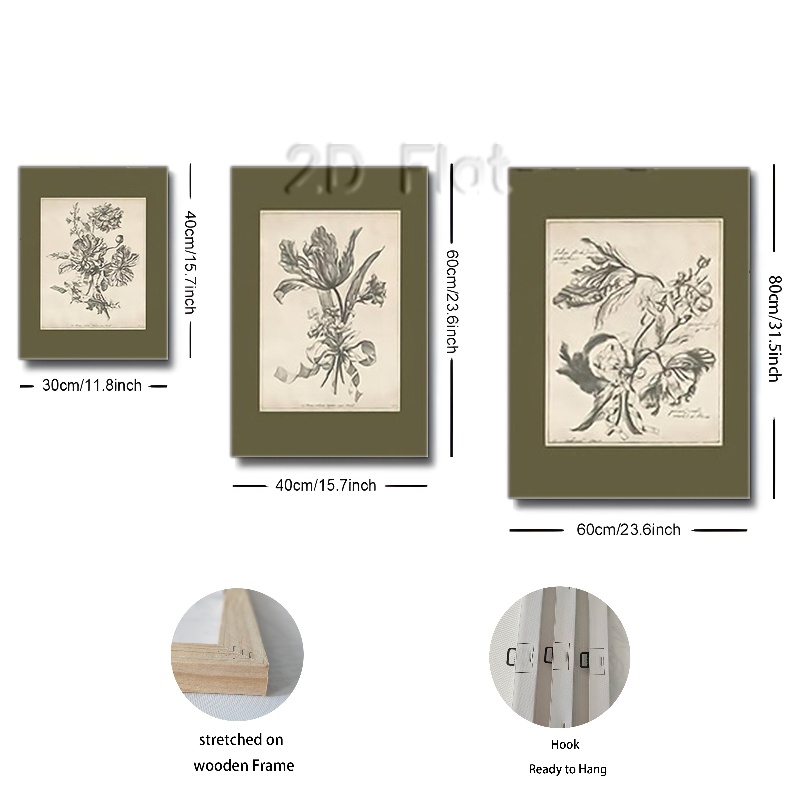 2D Flat
40cm/15.7inch
30cm/11.8inch
60cm/23.6inch
40cm/15.7inch
80cm/31.5inch
60cm/23.6inch
stretched on
wooden Frame
Hook
Ready to Hang